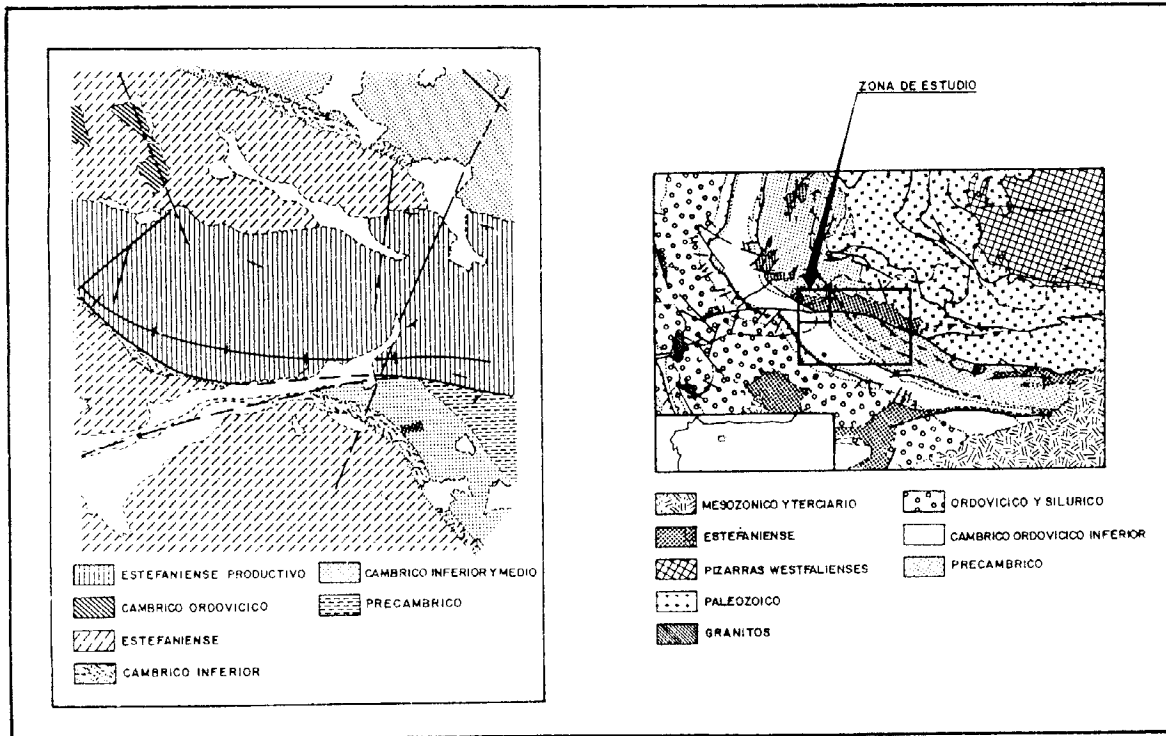 ZONA DE ESTUDIO
ESTEFANIENSE PRODUCTIVO
CAMBRICO ORDOVICICO
ESTEFANIENSE
CAMBRICO INFERIOR
CAMBRICO INFERIOR Y MEDIO
PRECAMBRICO
MESOZONICO Y TERCIARIO
ESTEFANIENSE
PIZARRAS WESTFALIENSES
PALEOZOICO
GRANITOS
ORDOVICICO Y SILURICO
CAMBRICO ORDOVICICO INFERIOR
PRECAMBRICO